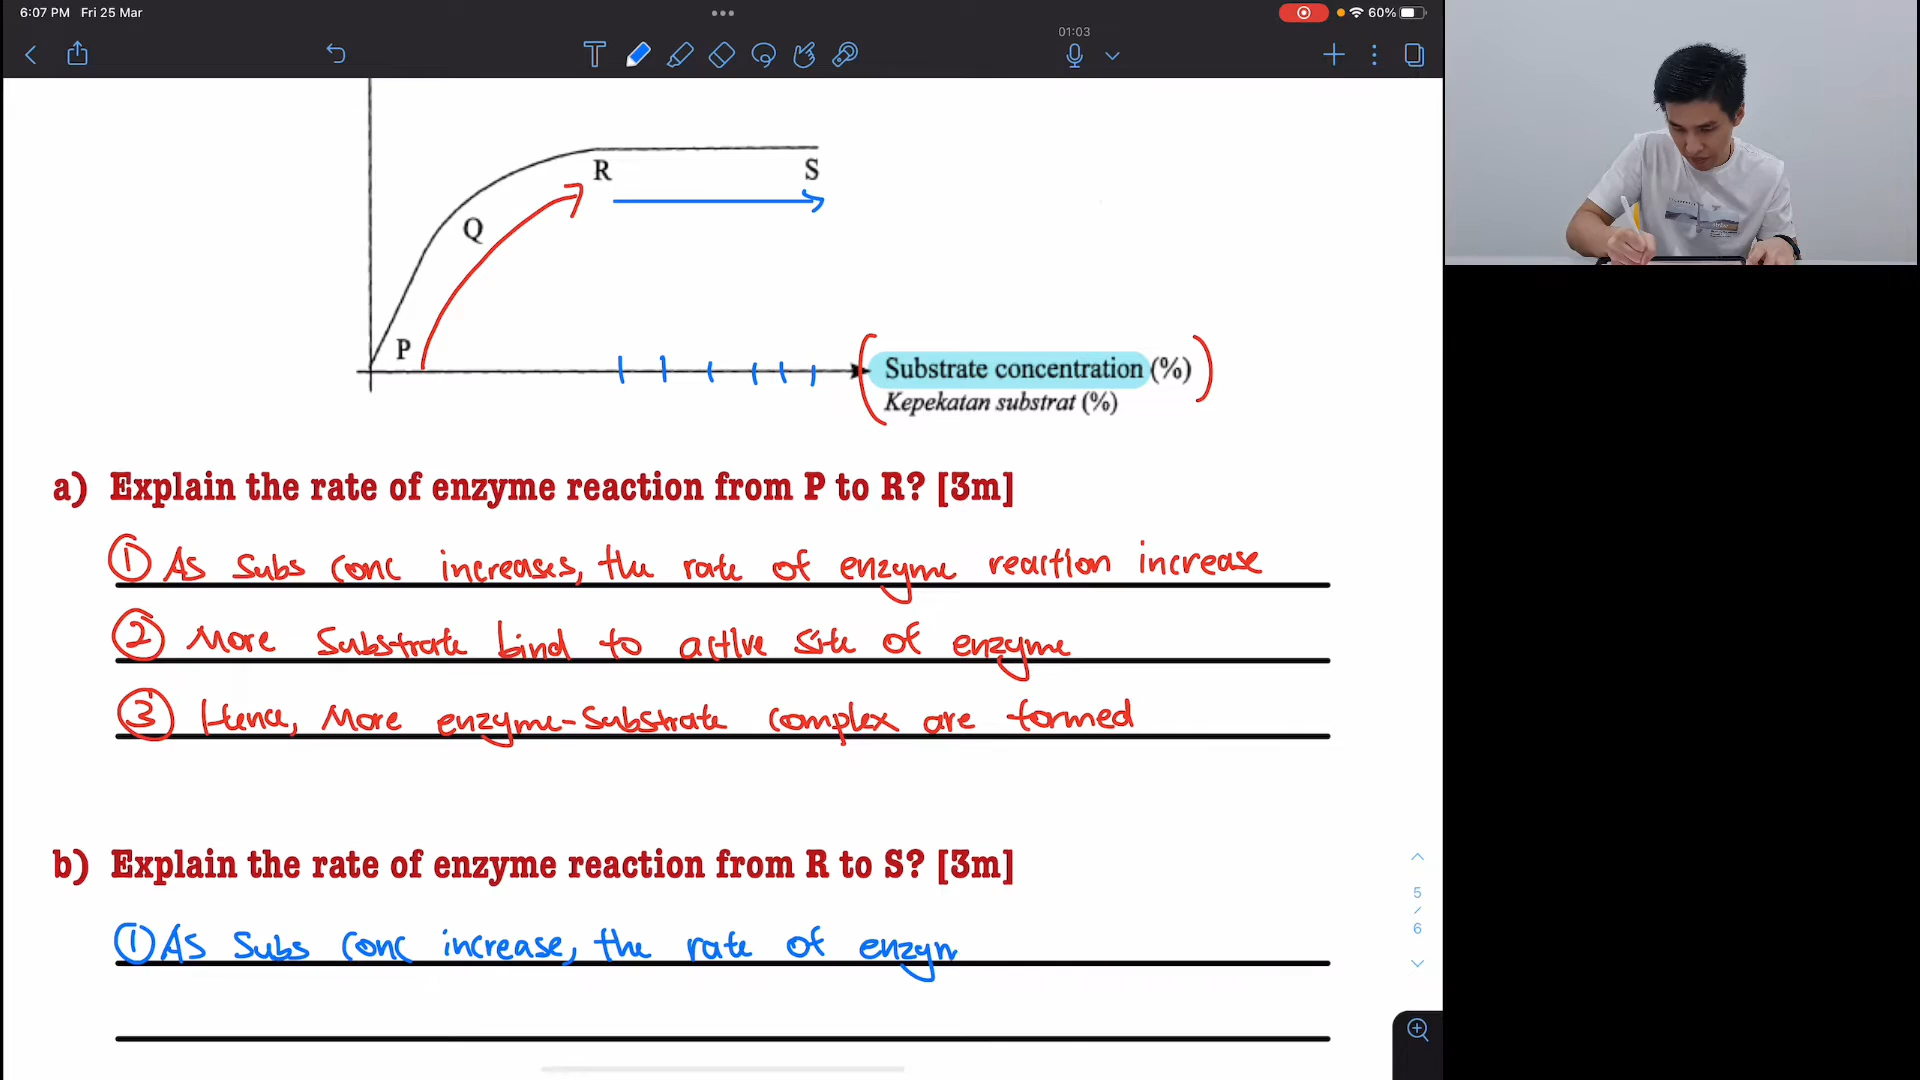 6:07 PM Fri 25 Mar
60%
01:03
R
S
Q
P
Substrate concentration (%)
Kepekatan substrat (%)
a) Explain the rate of enzyme reaction from P to R? [3m]
① As Subs Conc increases, the rate of enzyme reaction increase
② More Substrate bind to active site of enzyme
③ Hence, More enzyme-Substrate complex are formed
b) Explain the rate of enzyme reaction from R to S? [3m]
① As Subs Conc increase, the rate of enzym
5
/
6